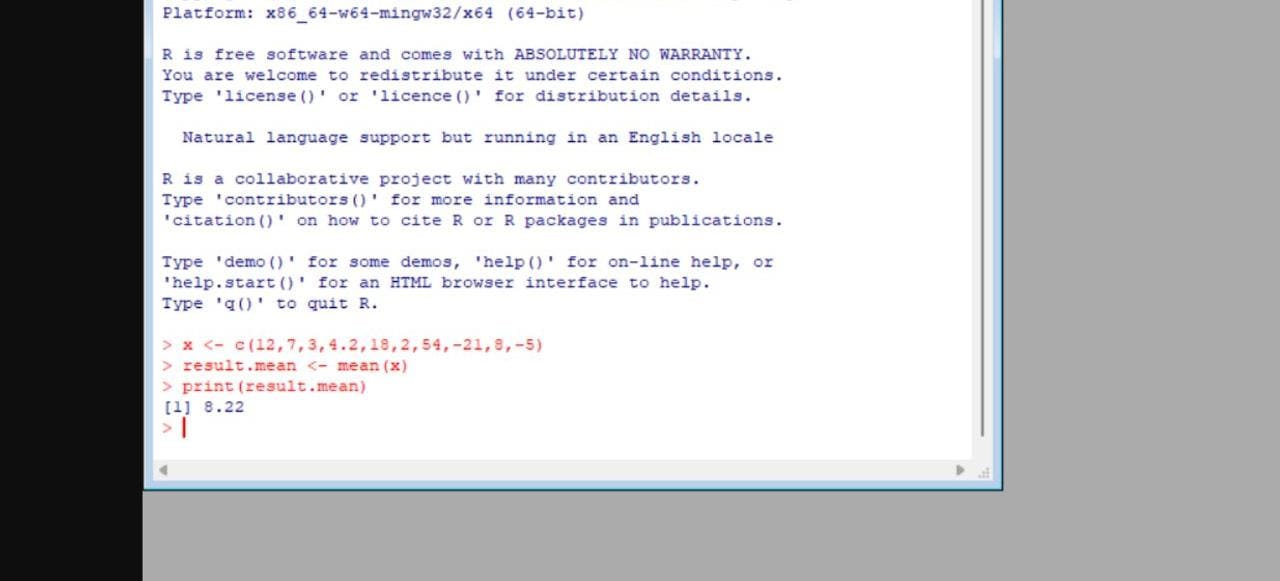 Platform: x86_64-w64-mingw32/x64 (64-bit)
R is free software and comes with ABSOLUTELY NO WARRANTY.
You are welcome to redistribute it under certain conditions.
Type 'license()' or 'licence()' for distribution details.
Natural language support but running in an English locale
R is a collaborative project with many contributors.
Type 'contributors()' for more information and
'citation()' on how to cite R or R packages in publications.
Type 'demo()' for some demos, 'help()' for on-line help, or
'help.start()' for an HTML browser interface to help.
Type 'q()' to quit R.
> x <- c(12,7,3,4.2,18,2,54,-21,8,-5)
> result.mean <- mean(x)
> print(result.mean)
[1] 8.22
>